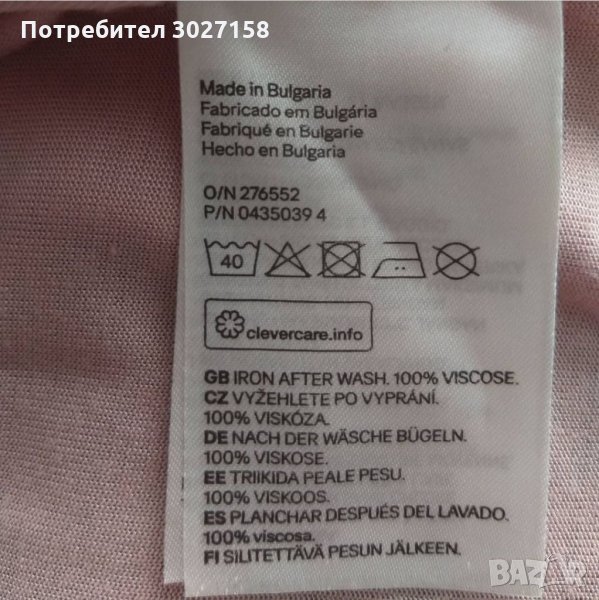 Потребител 3027158
Made in Bulgaria
Fabricado em Bulgária
Fabriqué en Bulgarie
Hecho en Bulgaria
O/N 276552
P/N 0435039 4
40
clevercare.info
GB IRON AFTER WASH. 100% VISCOSE.
CZ VYŽEHLETE PO VYPRÁNÍ.
100% VISKÓZA.
DE NACH DER WÄSCHE BÜGELN.
100% VISKOSE.
EE TRIIKIDA PEALE PESU.
100% VISKOOS.
ES PLANCHAR DESPUÉS DEL LAVADO.
100% viscosa.
FI SILITETTÄVÄ PESUN JÄLKEEN.
BAZAR